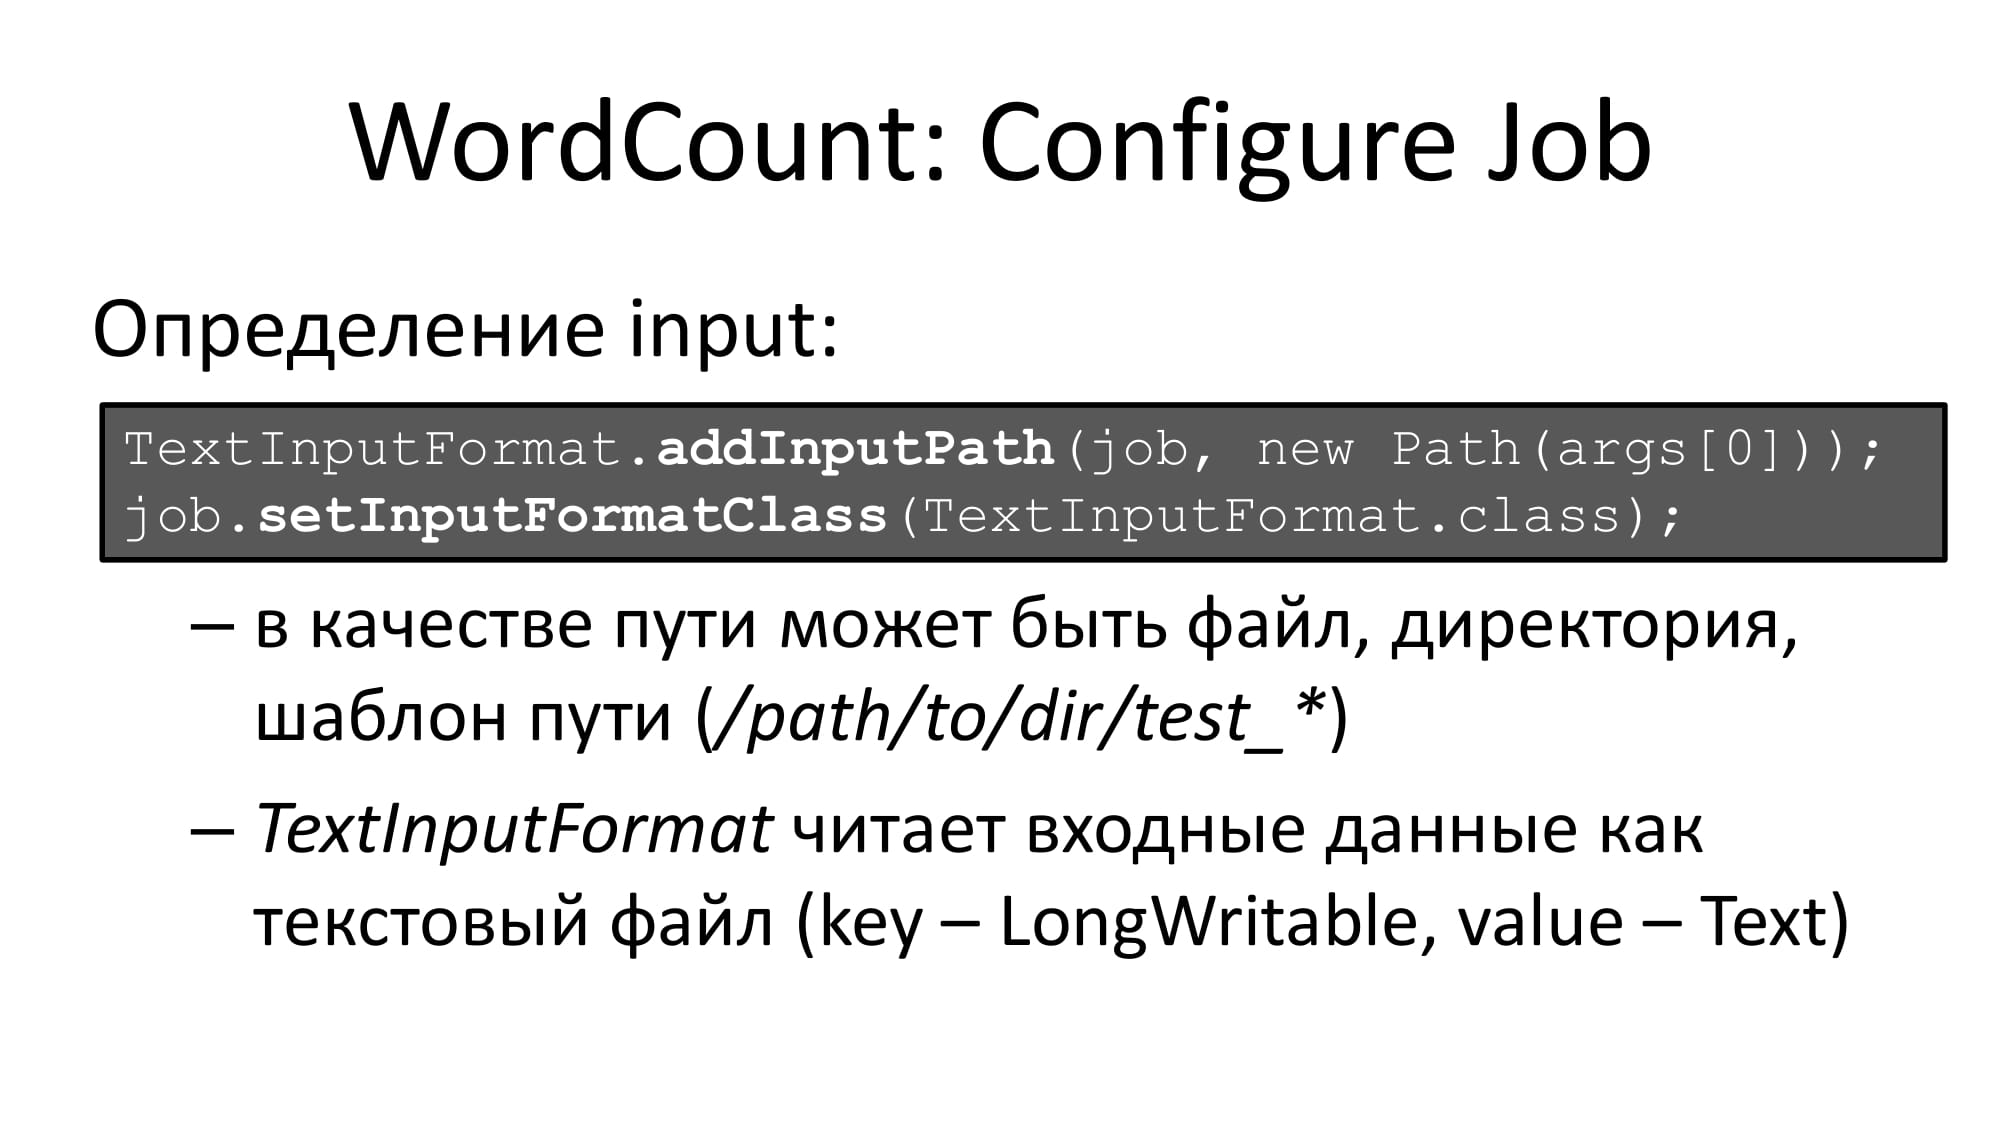 WordCount: Configure Job
Определение input:
TextInputFormat.addInputPath(job, new Path(args[0]));
job.setInputFormatClass(TextInputFormat.class);
– в качестве пути может быть файл, директория,
шаблон пути (/path/to/dir/test_*)
– TextInputFormat читает входные данные как
текстовый файл (key – LongWritable, value – Text)